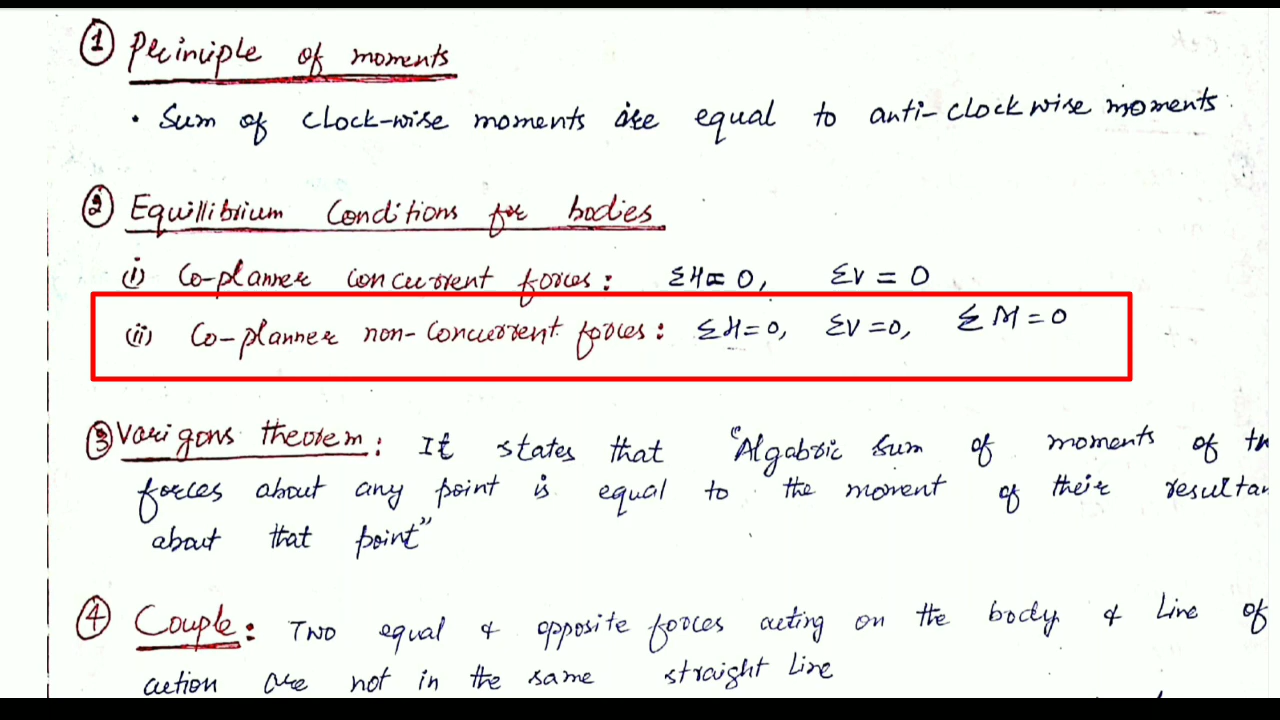 ① Principle of moments
• Sum of clock-wise moments are equal to anti-clockwise moments.
② Equillibrium Conditions for bodies
(i) Co-planner concurrent forces: ΣH = 0, ΣV = 0
(ii) Co-planner non-concurrent forces: ΣH=0, ΣV=0, ΣM=0
③ Varigons theorem: It states that "Algabric sum of moments of th
forces about any point is equal to the moment of their resultan
about that point"
④ Couple: Two equal & opposite forces acting on the body & Line of
action are not in the same straight Line